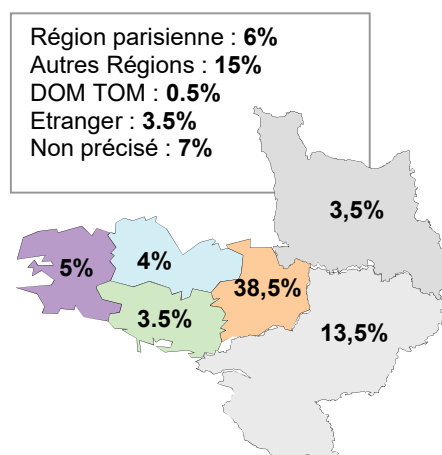 Région parisienne : 6%
Autres Régions : 15%
DOM TOM : 0.5%
Etranger : 3.5%
Non précisé : 7%
3,5%
5%
4%
38,5%
3.5%
13,5%